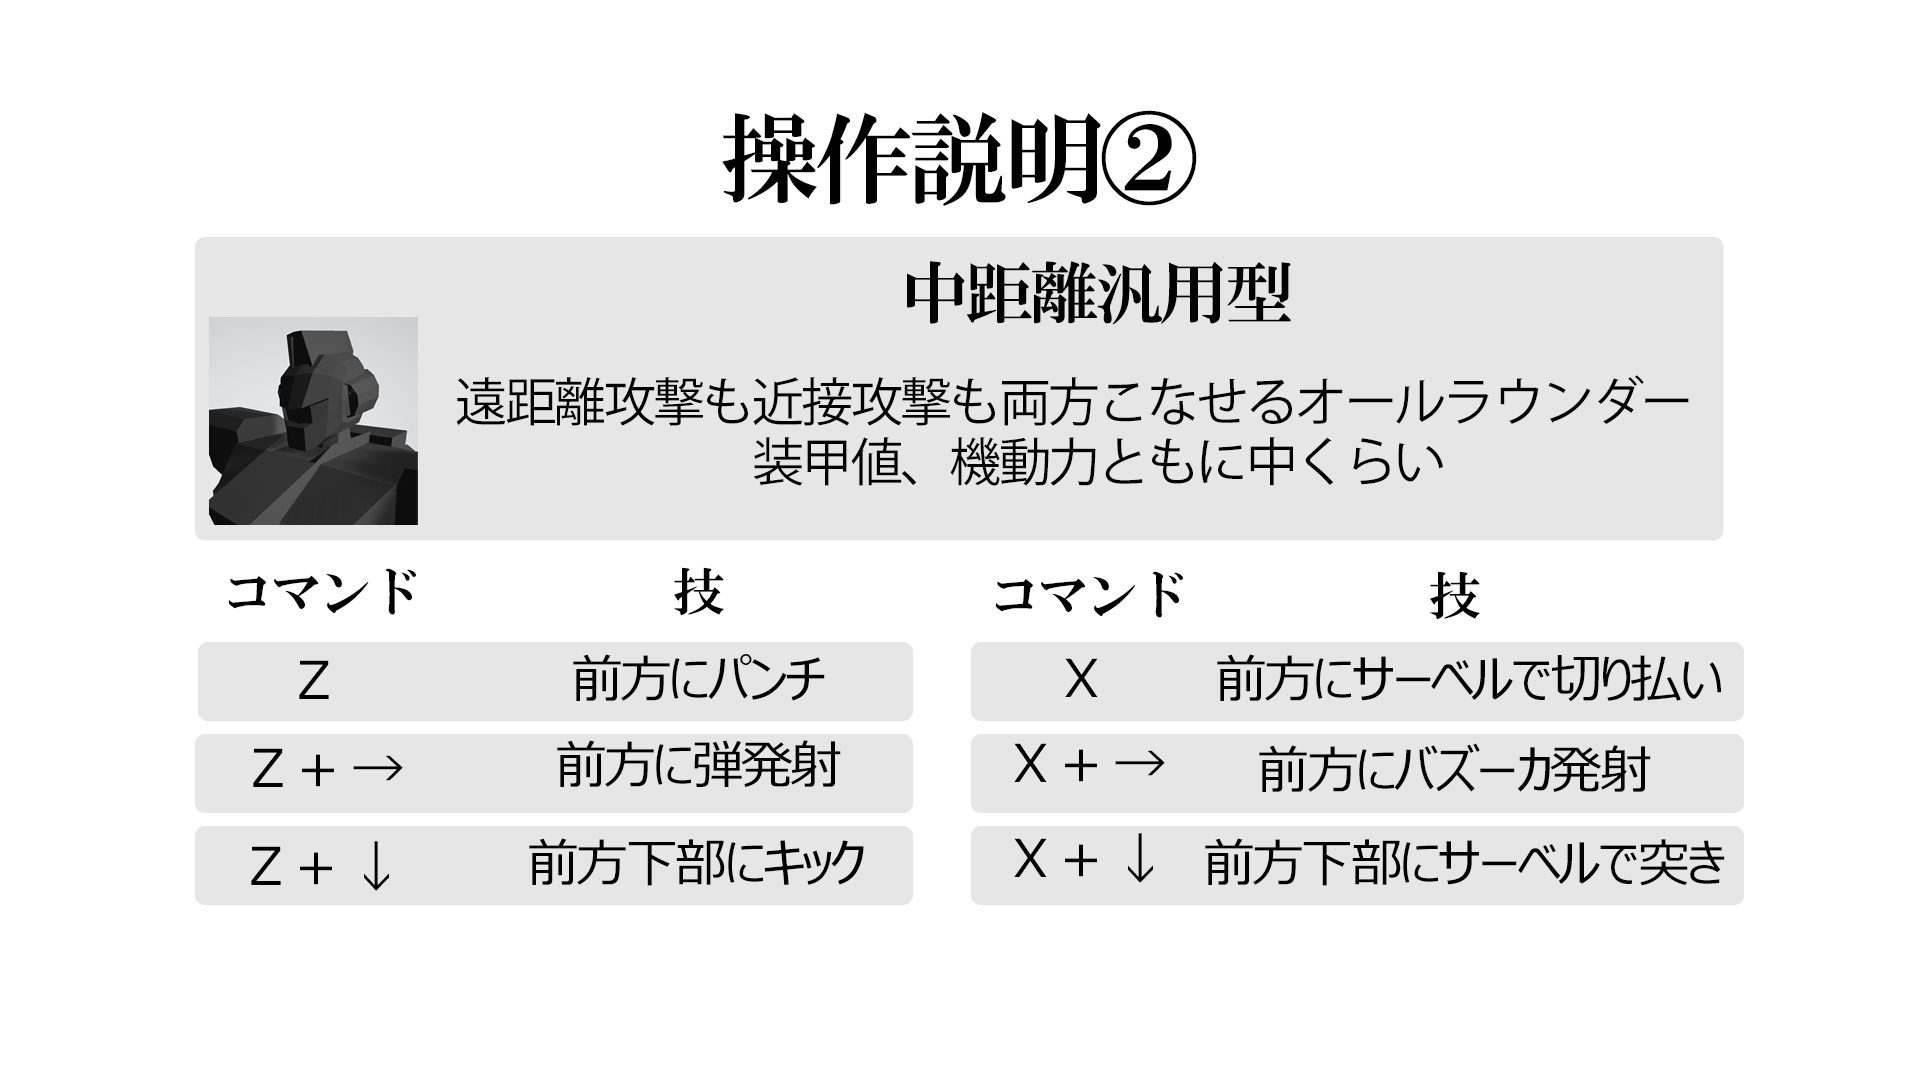 操作説明②
中距離汎用型
遠距離攻撃も近接攻撃も両方こなせるオールラウンダー
装甲値、機動力ともに中くらい
コマンド 技
Z 前方にパンチ
Z + → 前方に弾発射
Z + ↓ 前方下部にキック
コマンド 技
X 前方にサーベルで切り払い
X + → 前方にバズーカ発射
X + ↓ 前方下部にサーベルで突き